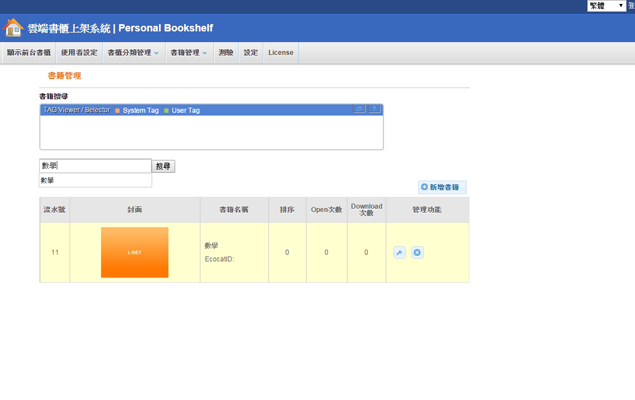 繁體
雲端書櫃上架系統 | Personal Bookshelf
顯示前台書櫃 使用者設定 書櫃分類管理 書籍管理 測驗 設定 License
書籍管理
書籍搜尋
TAG Viewer / Selector System Tag User Tag
數學 搜尋
數學
新增書籍
流水號 封面 書籍名稱 排序 Open次數 Download次數 管理功能
11 L-NET 數學 0 0 0
EcocatID: